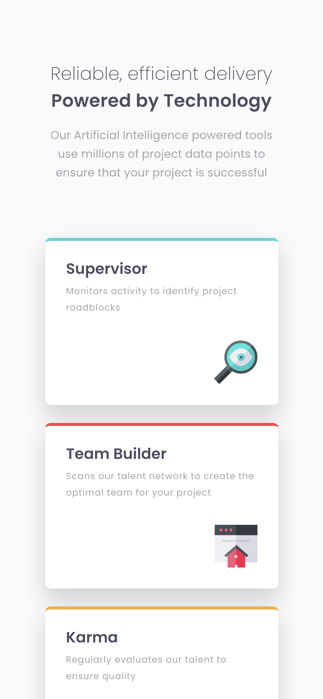 Reliable, efficient delivery
Powered by Technology
Our Artificial Intelligence powered tools
use millions of project data points to
ensure that your project is successful
Supervisor
Monitors activity to identify project
roadblocks
Team Builder
Scans our talent network to create the
optimal team for your project
Karma
Regularly evaluates our talent to
ensure quality